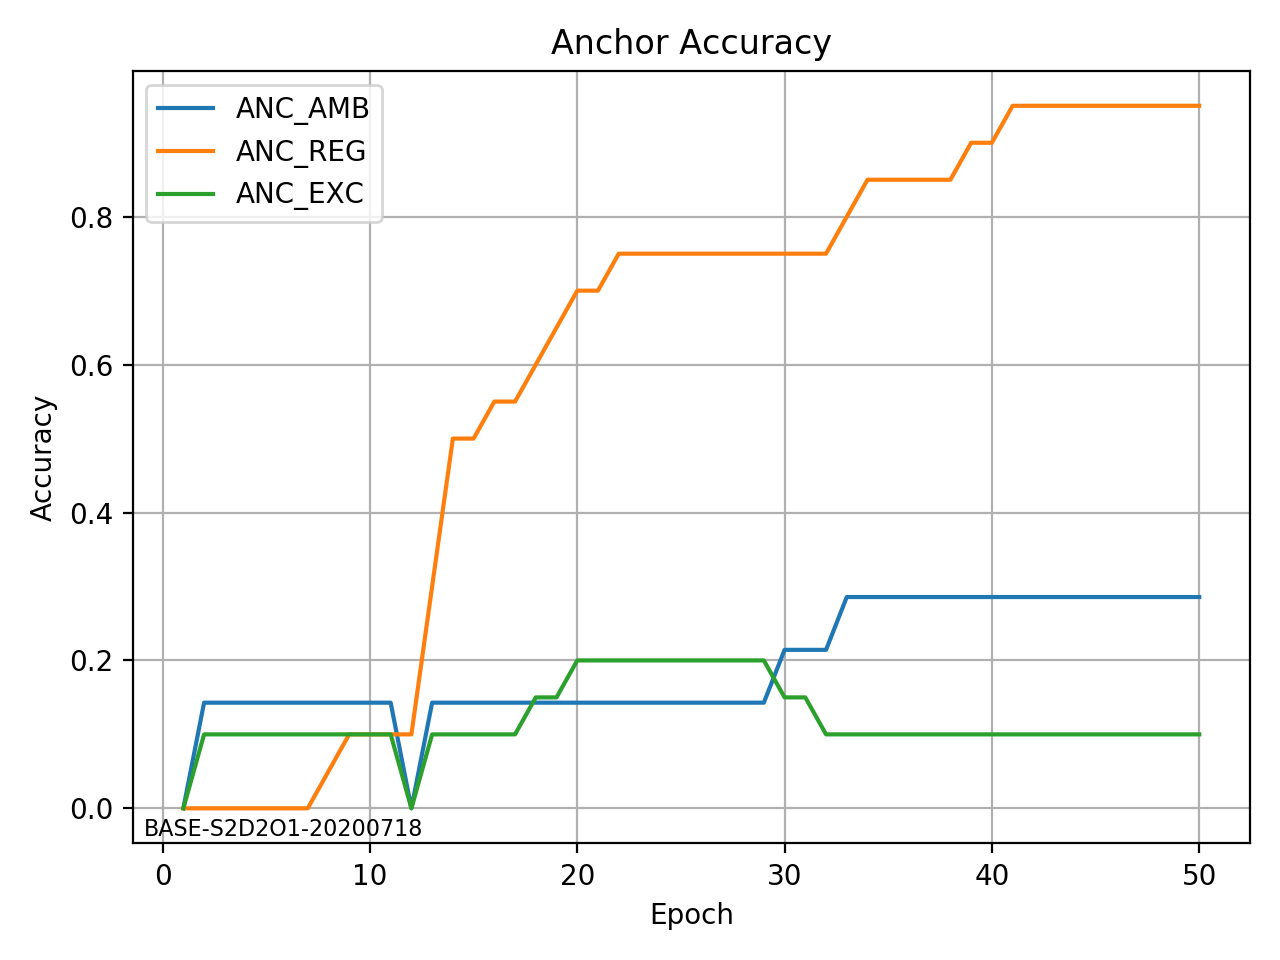 Anchor Accuracy
ANC_AMB
ANC_REG
ANC_EXC
Accuracy
0.8
0.6
0.4
0.2
0.0
BASE-S2D2O1-20200718
0 10 20 30 40 50
Epoch